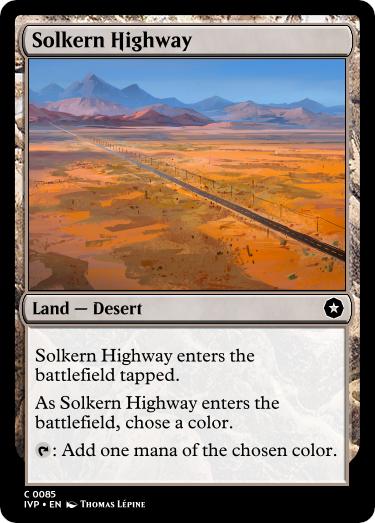 Solkern Highway
Land — Desert
Solkern Highway enters the
battlefield tapped.
As Solkern Highway enters the
battlefield, chose a color.
: Add one mana of the chosen color.
C 0085
IVP • EN Thomas Lépine